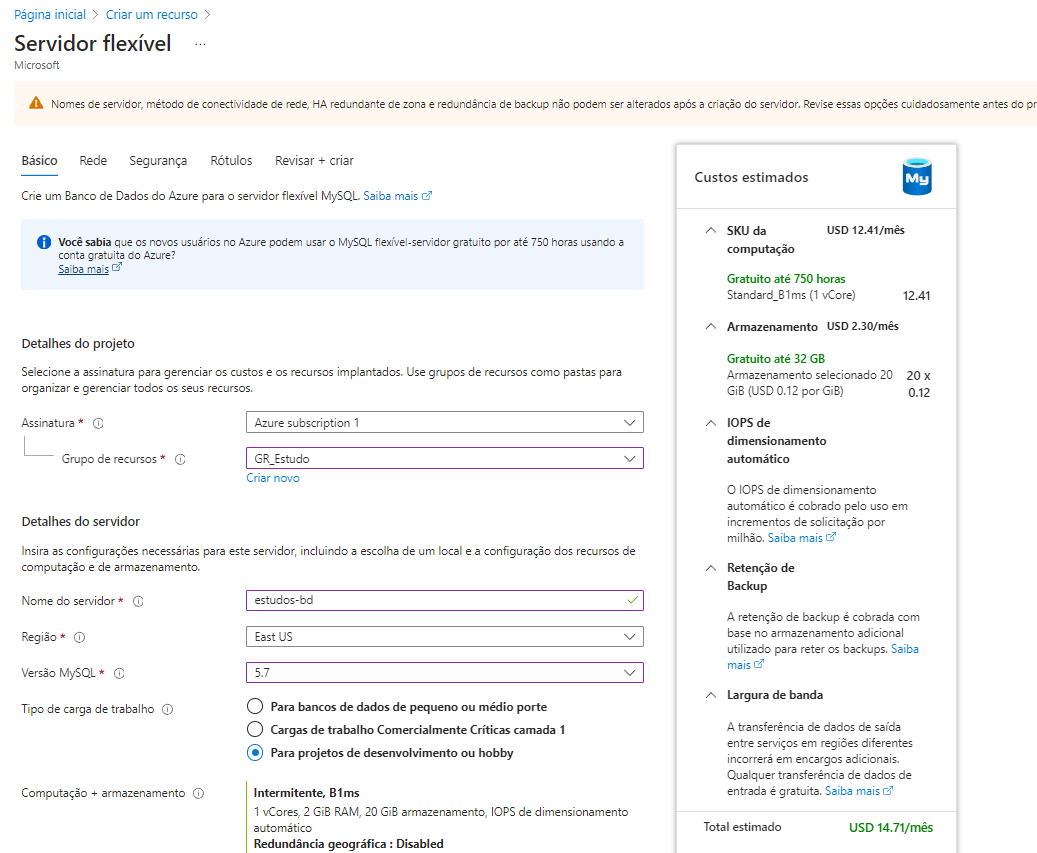 Página inicial > Criar um recurso >
Servidor flexível ...
Microsoft
Nomes de servidor, método de conectividade de rede, HA redundante de zona e redundância de backup não podem ser alterados após a criação do servidor. Revise essas opções cuidadosamente antes do pr
Básico Rede Segurança Rótulos Revisar + criar
Crie um Banco de Dados do Azure para o servidor flexível MySQL. Saiba mais
Você sabia que os novos usuários no Azure podem usar o MySQL flexível-servidor gratuito por até 750 horas usando a
conta gratuita do Azure?
Saiba mais
Detalhes do projeto
Selecione a assinatura para gerenciar os custos e os recursos implantados. Use grupos de recursos como pastas para
organizar e gerenciar todos os seus recursos.
Assinatura *
Azure subscription 1
Grupo de recursos *
GR_Estudo
Criar novo
Detalhes do servidor
Insira as configurações necessárias para este servidor, incluindo a escolha de um local e a configuração dos recursos de
computação e de armazenamento.
Nome do servidor *
estudos-bd
Região *
East US
Versão MySQL *
5.7
Tipo de carga de trabalho
Para bancos de dados de pequeno ou médio porte
Cargas de trabalho Comercialmente Críticas camada 1
Para projetos de desenvolvimento ou hobby
Computação + armazenamento
Intermitente, B1ms
1 vCores, 2 GiB RAM, 20 GiB armazenamento, IOPS de dimensionamento
automático
Redundância geográfica : Disabled
Custos estimados
My
SKU da USD 12.41/mês
computação
Gratuito até 750 horas
Standard_B1ms (1 vCore) 12.41
Armazenamento USD 2.30/mês
Gratuito até 32 GB
Armazenamento selecionado 20 20 x
GiB (USD 0.12 por GiB) 0.12
IOPS de
dimensionamento
automático
O IOPS de dimensionamento
automático é cobrado pelo uso em
incrementos de solicitação por
milhão. Saiba mais
Retenção de
Backup
A retenção de backup é cobrada com
base no armazenamento adicional
utilizado para reter os backups. Saiba
mais
Largura de banda
A transferência de dados de saída
entre serviços em regiões diferentes
incorrerá em encargos adicionais.
Qualquer transferência de dados de
entrada é gratuita. Saiba mais
Total estimado USD 14.71/mês